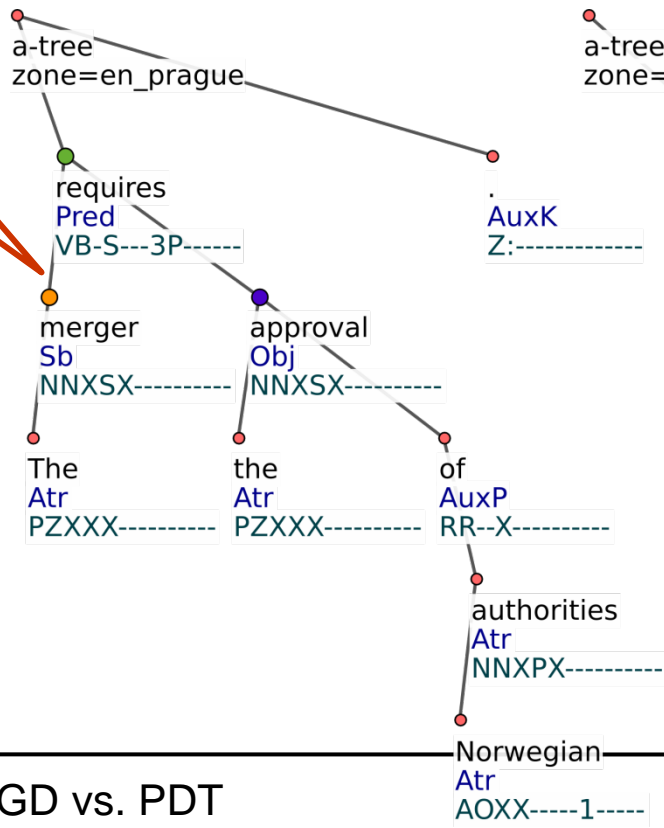 a-tree
zone=en_prague
a-tree
zone=
requires
Pred
VB-S---3P------
.
AuxK
Z:-------------
merger
Sb
NNXSX----------
approval
Obj
NNXSX----------
The
Atr
PZXXX----------
the
Atr
PZXXX----------
of
AuxP
RR--X----------
authorities
Atr
NNXPX----------
Norwegian
Atr
AOXX-----1-----
GD vs. PDT